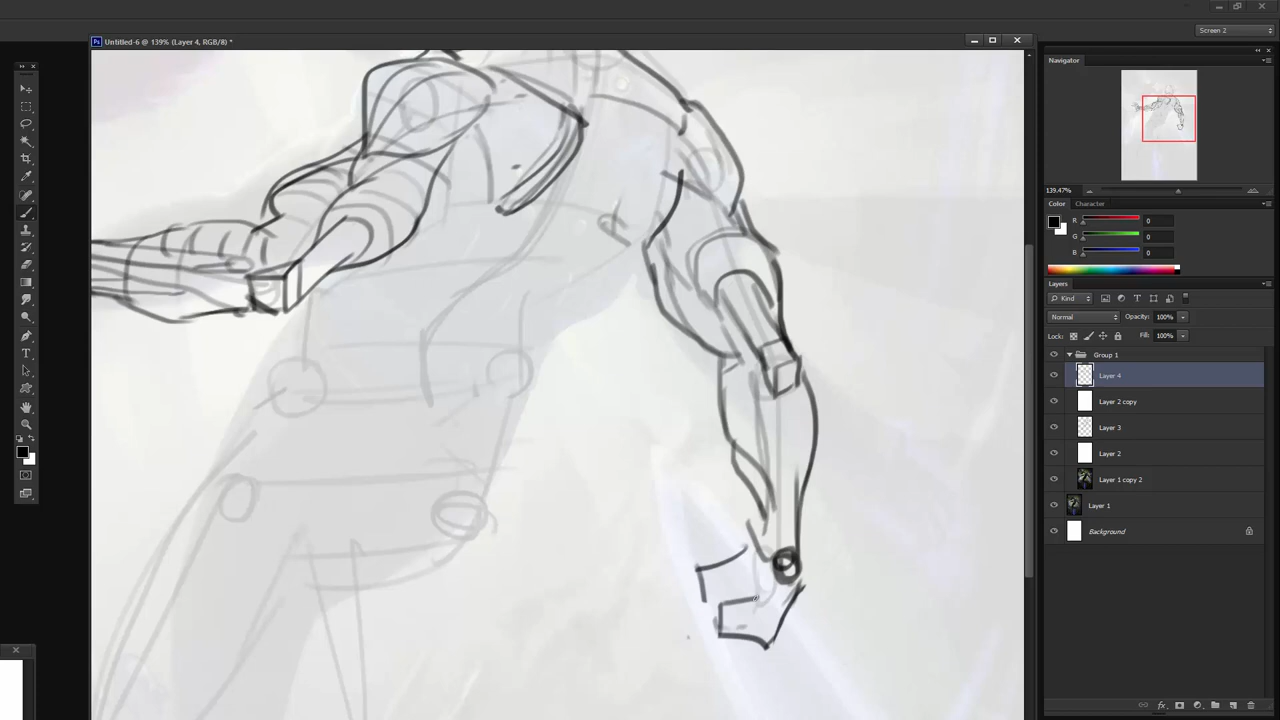 Screen 2
Untitled-6 @ 139% (Layer 4, RGB/8) *
Navigator
139.47%
Color
Character
R
0
G
0
B
0
Layers
Kind
Normal
Opacity:
100%
Lock:
Fill:
100%
Group 1
Layer 4
Layer 2 copy
Layer 3
Layer 2
Layer 1 copy 2
Layer 1
Background